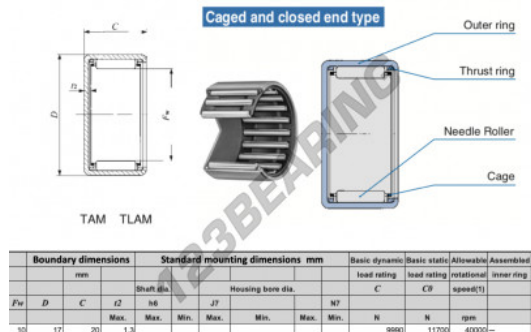 Caged and closed end type
C
Outer ring
Thrust ring
t2
D
Fw
Needle Roller
Cage
TAM TLAM
123BEARING
Boundary dimensions Standard mounting dimensions mm Basic dynamic Basic static Allowable Assembled
mm load rating load rating rotational inner ring
Shaft dia. Housing bore dia. C C0 speed(1)
Fw D C t2 h6 J7 N7
Max. Max. Min. Max. Min. Max. Min. N N rpm
10 17 20 1.3 9990 11700 40000 —